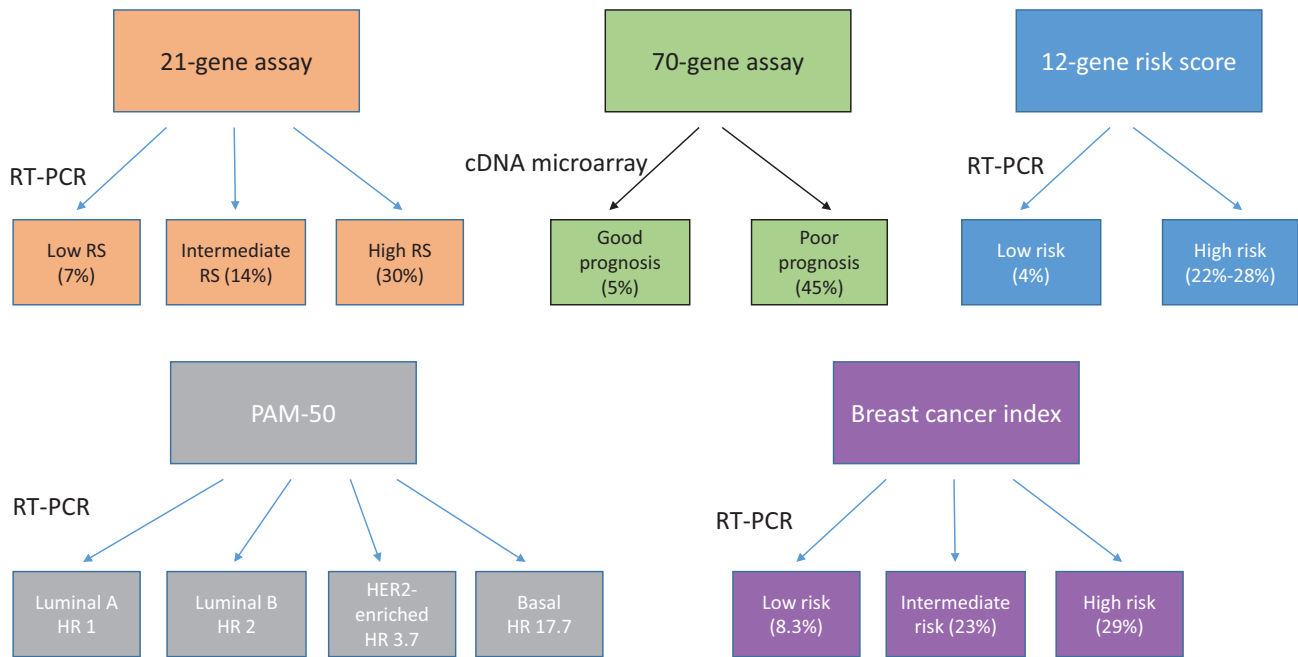 21-gene assay
70-gene assay
12-gene risk score
RT-PCR
cDNA microarray
RT-PCR
Low RS
(7%)
Intermediate
RS (14%)
High RS
(30%)
Good
prognosis
(5%)
Poor
prognosis
(45%)
Low risk
(4%)
High risk
(22%-28%)
PAM-50
Breast cancer index
RT-PCR
RT-PCR
Luminal A
HR 1
Luminal B
HR 2
HER2-
enriched
HR 3.7
Basal
HR 17.7
Low risk
(8.3%)
Intermediate
risk (23%)
High risk
(29%)